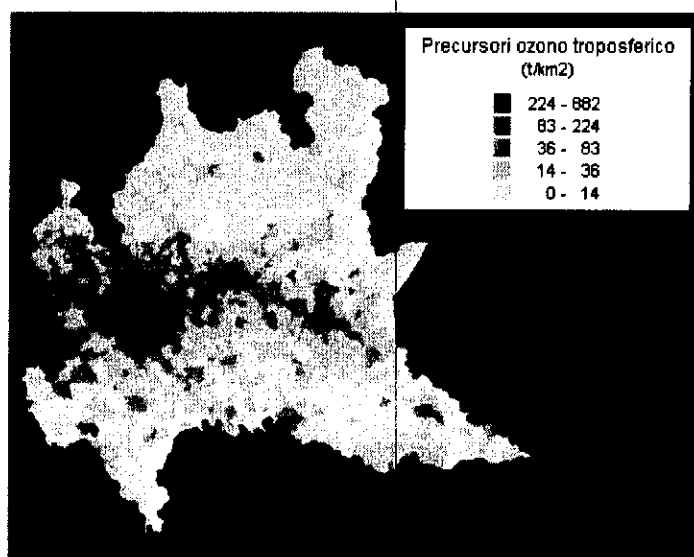 Precursori ozono troposferico
(t/km2)
224 - 882
83 - 224
36 - 83
14 - 36
0 - 14